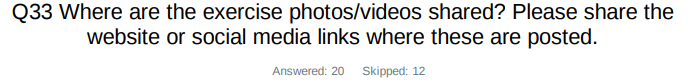 Q33 Where are the exercise photos/videos shared? Please share the
website or social media links where these are posted.
Answered: 20 Skipped: 12